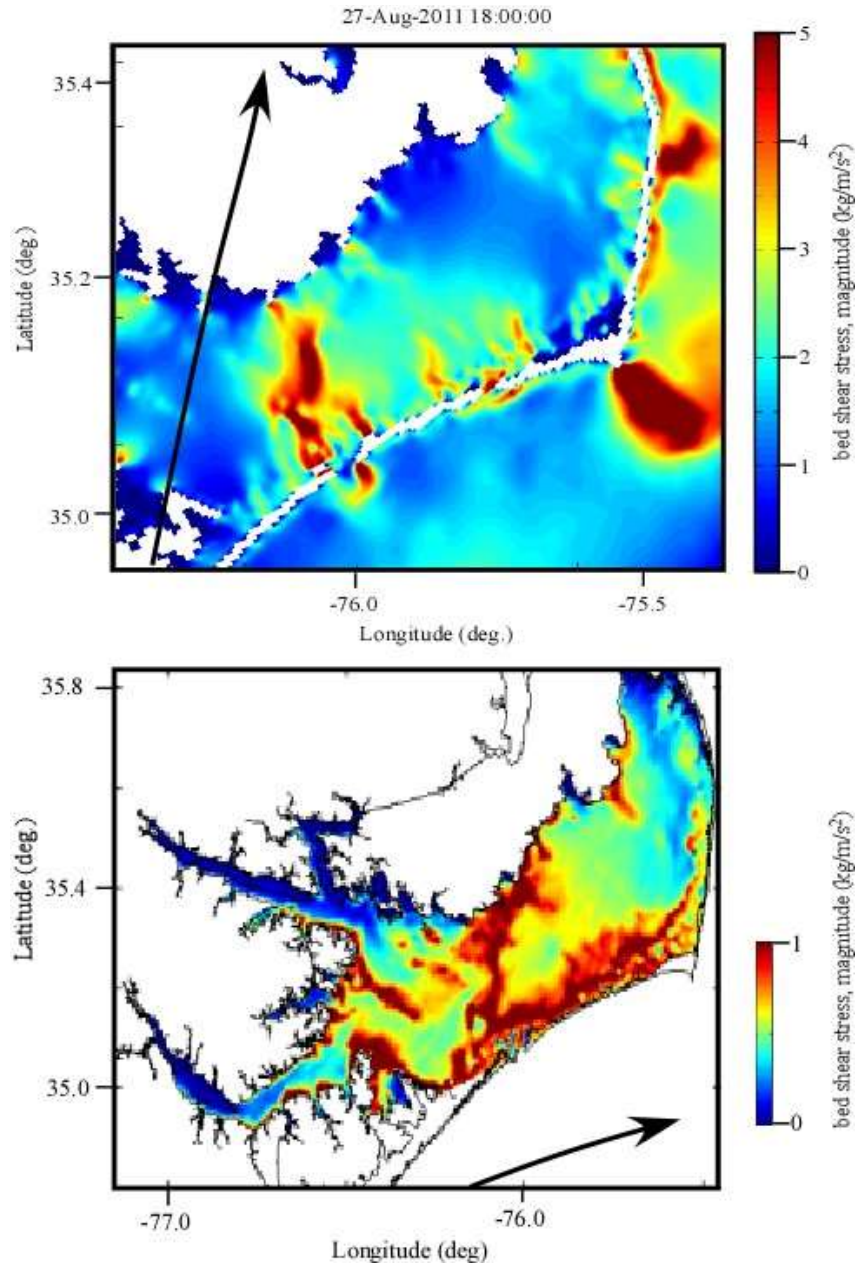 27-Aug-2011 18:00:00
5
35.4
4
bed shear stress, magnitude (kg/m/s²)
3
35.2
Latitude (deg)
2
1
35.0
0
-76.0
-75.5
Longitude (deg.)
35.8
Latitude (deg)
35.4
bed shear stress, magnitude (kg/m/s²)
1
35.0
0
-77.0
-76.0
Longitude (deg)